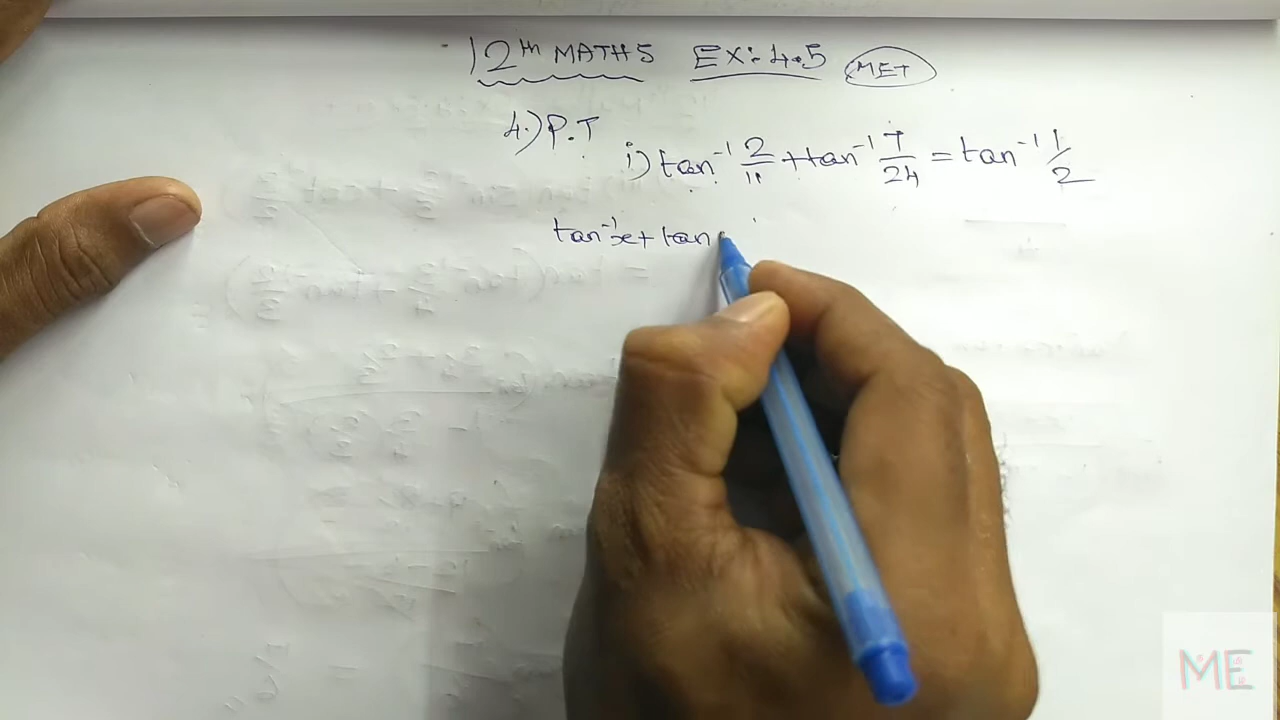 12th MATHS EX:-4.5 MET
4.) P.T
i) tan⁻¹ 2/11 + tan⁻¹ 7/24 = tan⁻¹ 1/2
tan⁻¹x + tan
ME